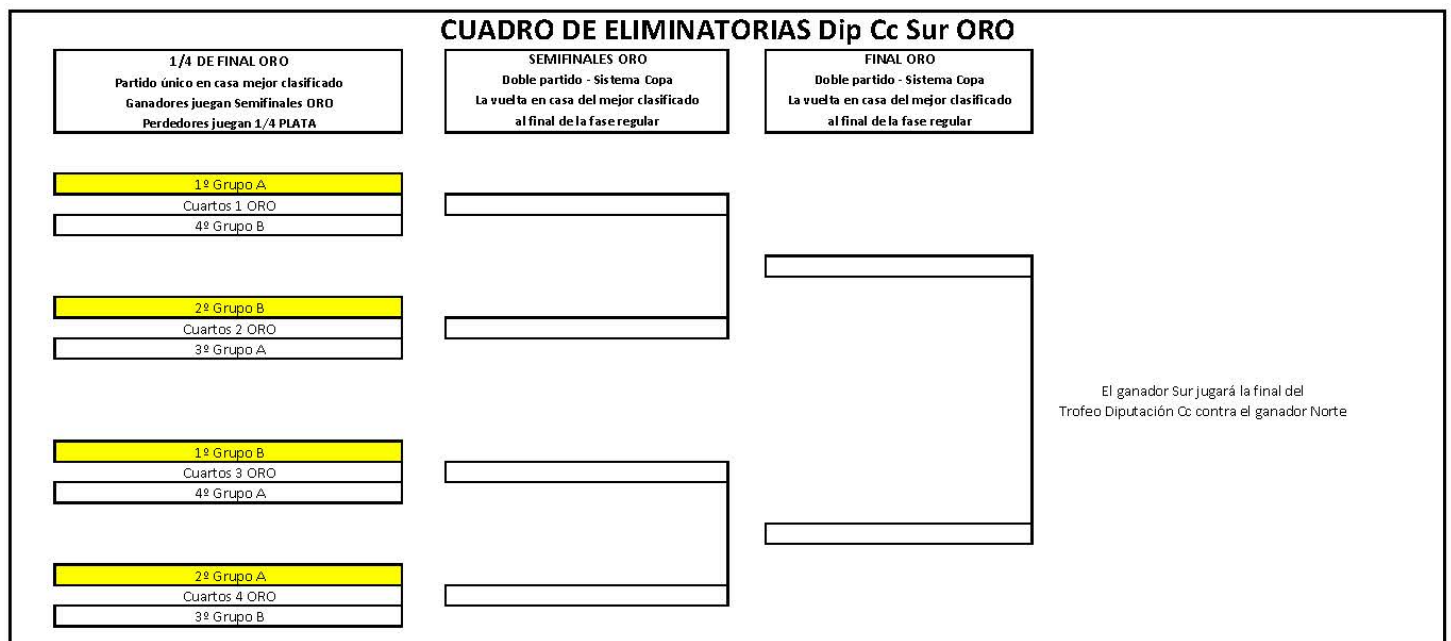 CUADRO DE ELIMINATORIAS Dip Cc Sur ORO
1/4 DE FINAL ORO
Partido único en casa mejor clasificado
Ganadores juegan Semifinales ORO
Perdedores juegan 1/4 PLATA
SEMIFINALES ORO
Doble partido - Sistema Copa
La vuelta en casa del mejor clasificado
al final de la fase regular
FINAL ORO
Doble partido - Sistema Copa
La vuelta en casa del mejor clasificado
al final de la fase regular
1º Grupo A
Cuartos 1 ORO
4º Grupo B
2º Grupo B
Cuartos 2 ORO
3º Grupo A
1º Grupo B
Cuartos 3 ORO
4º Grupo A
2º Grupo A
Cuartos 4 ORO
3º Grupo B
El ganador Sur jugará la final del
Trofeo Diputación Cc contra el ganador Norte